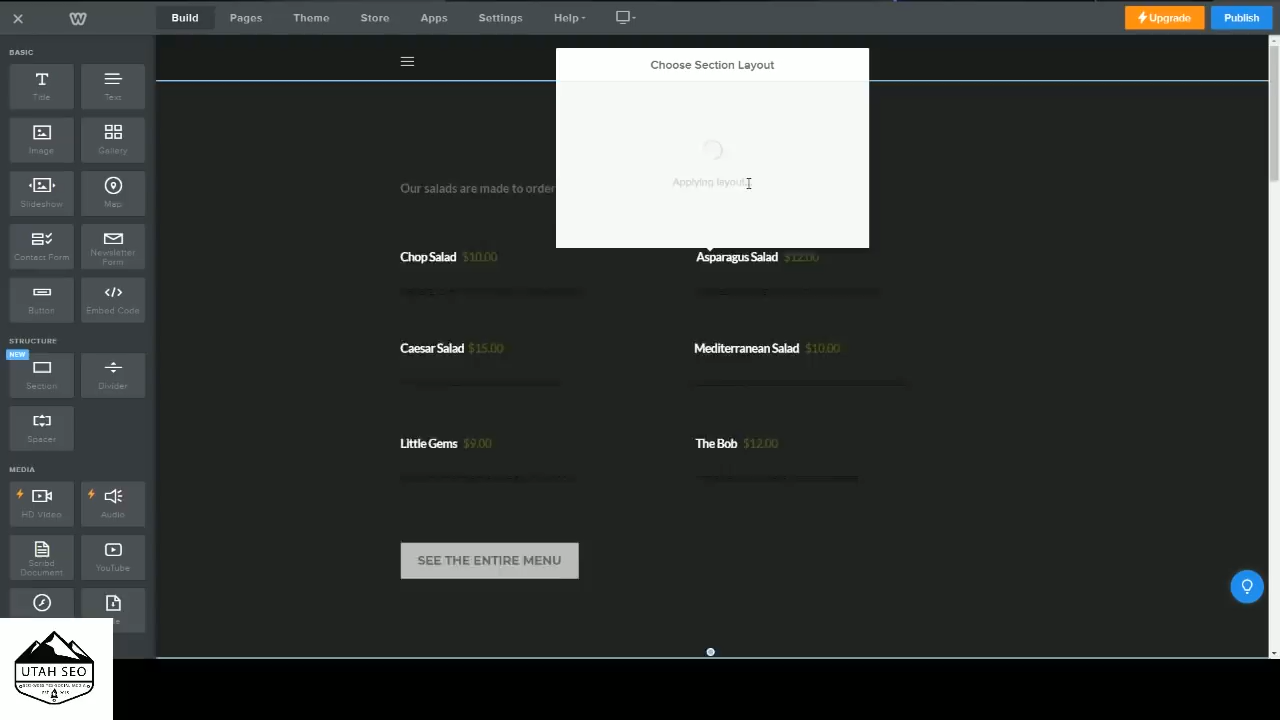 Build Pages Theme Store Apps Settings Help
Upgrade Publish
BASIC
Title Text
Image Gallery
Slideshow Map
Contact Form Newsletter Form
Button Embed Code
STRUCTURE
NEW
Section Divider
Spacer
MEDIA
HD Video Audio
Scribd Document YouTube
Choose Section Layout
Applying layout
Our salads are made to order
Chop Salad $10.00 Asparagus Salad $12.00
Caesar Salad $15.00 Mediterranean Salad $10.00
Little Gems $9.00 The Bob $12.00
SEE THE ENTIRE MENU
UTAH SEO